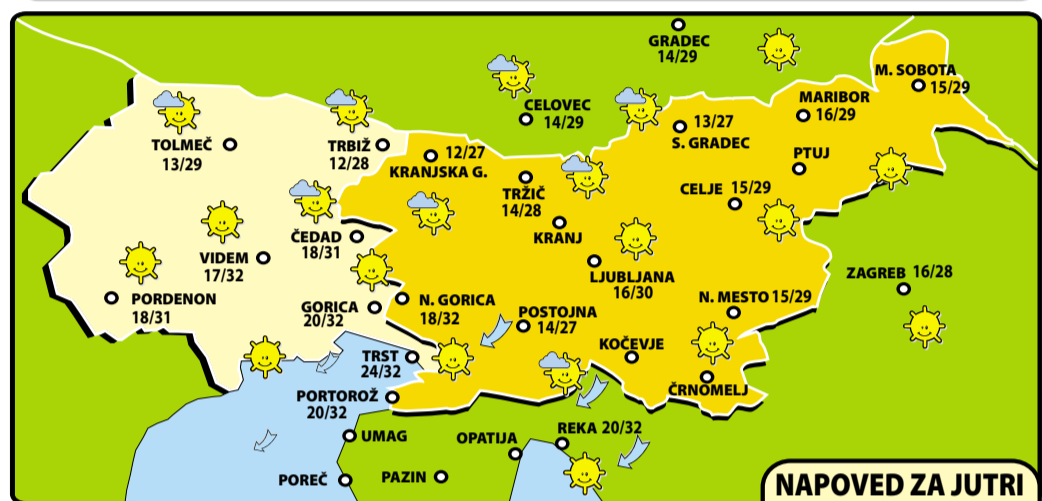 GRADEC
14/29
M. SOBOTA
15/29
MARIBOR
16/29
CELOVEC
14/29
13/27
S. GRADEC
TOLMEČ
13/29
TRBIŽ
12/28
12/27
KRANJSKA G.
PTUJ
TRŽIČ
14/28
CELJE 15/29
KRANJ
ČEDAD
18/31
VIDEM
17/32
LJUBLJANA
16/30
ZAGREB 16/28
PORDENON
18/31
GORICA
20/32
N. GORICA
18/32
POSTOJNA
14/27
N. MESTO 15/29
KOČEVJE
TRST
24/32
ČRNOMELJ
PORTOROŽ
20/32
UMAG
OPATIJA
REKA 20/32
POREČ
PAZIN
NAPOVED ZA JUTRI